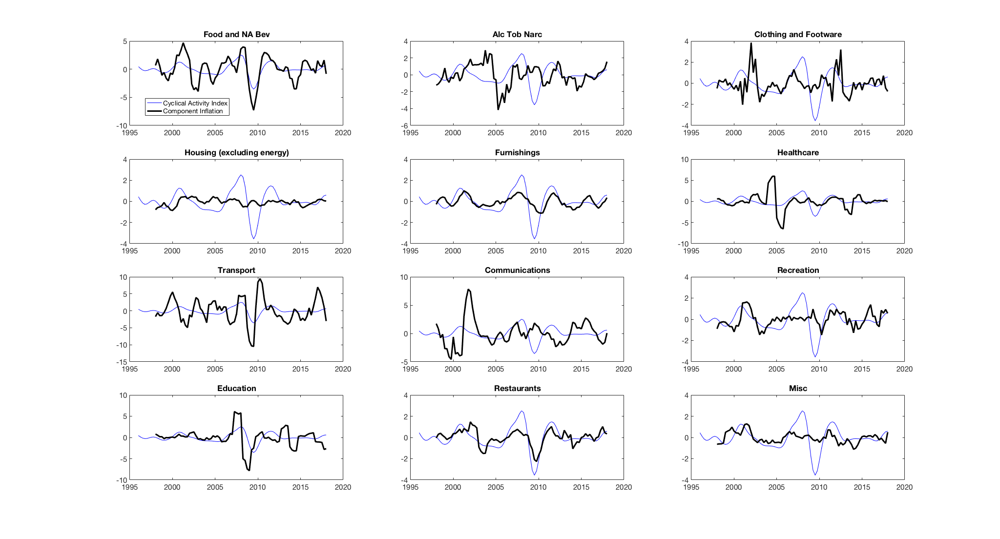 Food and NA Bev
5
0
-5
-10
Cyclical Activity Index
Component Inflation
1995 2000 2005 2010 2015 2020
Alc Tob Narc
4
2
0
-2
-4
-6
1995 2000 2005 2010 2015 2020
Clothing and Footware
4
2
0
-2
-4
1995 2000 2005 2010 2015 2020
Housing (excluding energy)
4
2
0
-2
-4
1995 2000 2005 2010 2015 2020
Furnishings
4
2
0
-2
-4
1995 2000 2005 2010 2015 2020
Healthcare
10
5
0
-5
-10
1995 2000 2005 2010 2015 2020
Transport
10
5
0
-5
-10
-15
1995 2000 2005 2010 2015 2020
Communications
10
5
0
-5
1995 2000 2005 2010 2015 2020
Recreation
4
2
0
-2
-4
1995 2000 2005 2010 2015 2020
Education
10
5
0
-5
-10
1995 2000 2005 2010 2015 2020
Restaurants
4
2
0
-2
-4
1995 2000 2005 2010 2015 2020
Misc
4
2
0
-2
-4
1995 2000 2005 2010 2015 2020